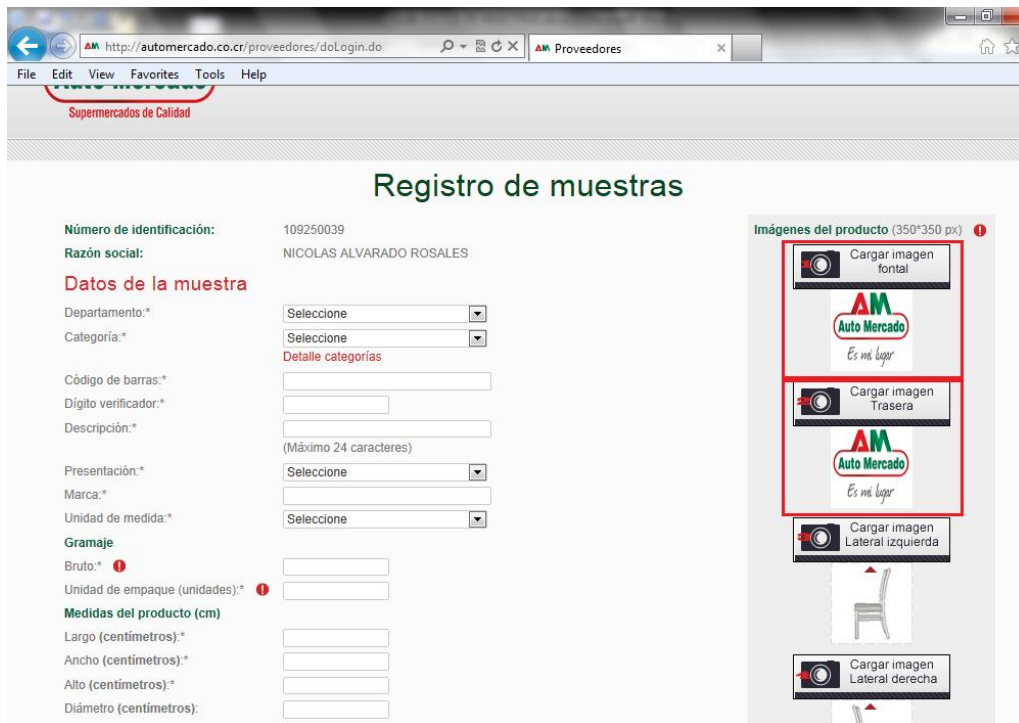 http://automercado.co.cr/proveedores/doLogin.do
AM Proveedores
File Edit View Favorites Tools Help
Auto Mercado
Supermercados de Calidad
Registro de muestras
Número de identificación: 109250039
Razón social: NICOLAS ALVARADO ROSALES
Datos de la muestra
Departamento:* Seleccione
Categoría:* Seleccione
Detalle categorías
Código de barras:*
Dígito verificador:*
Descripción:*
(Máximo 24 caracteres)
Presentación:* Seleccione
Marca:*
Unidad de medida:* Seleccione
Gramaje
Bruto:*
Unidad de empaque (unidades):*
Medidas del producto (cm)
Largo (centímetros):*
Ancho (centímetros):*
Alto (centímetros):*
Diámetro (centímetros):
Imágenes del producto (350*350 px)
Cargar imagen
fontal
AM
Auto Mercado
Es mi lugar
Cargar imagen
Trasera
AM
Auto Mercado
Es mi lugar
Cargar imagen
Lateral izquierda
Cargar imagen
Lateral derecha